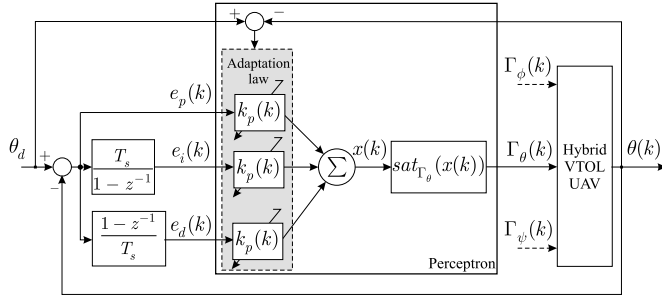 + −
Adaptation
law
Γ_ϕ(k)
e_p(k)
k_p(k)
θ_d
+
−
T_s
1 − z^{-1}
e_i(k)
k_p(k)
∑
x(k)
sat_{Γ_θ}(x(k))
Γ_θ(k)
Hybrid
VTOL
UAV
θ(k)
1 − z^{-1}
T_s
e_d(k)
k_p(k)
Γ_ψ(k)
Perceptron